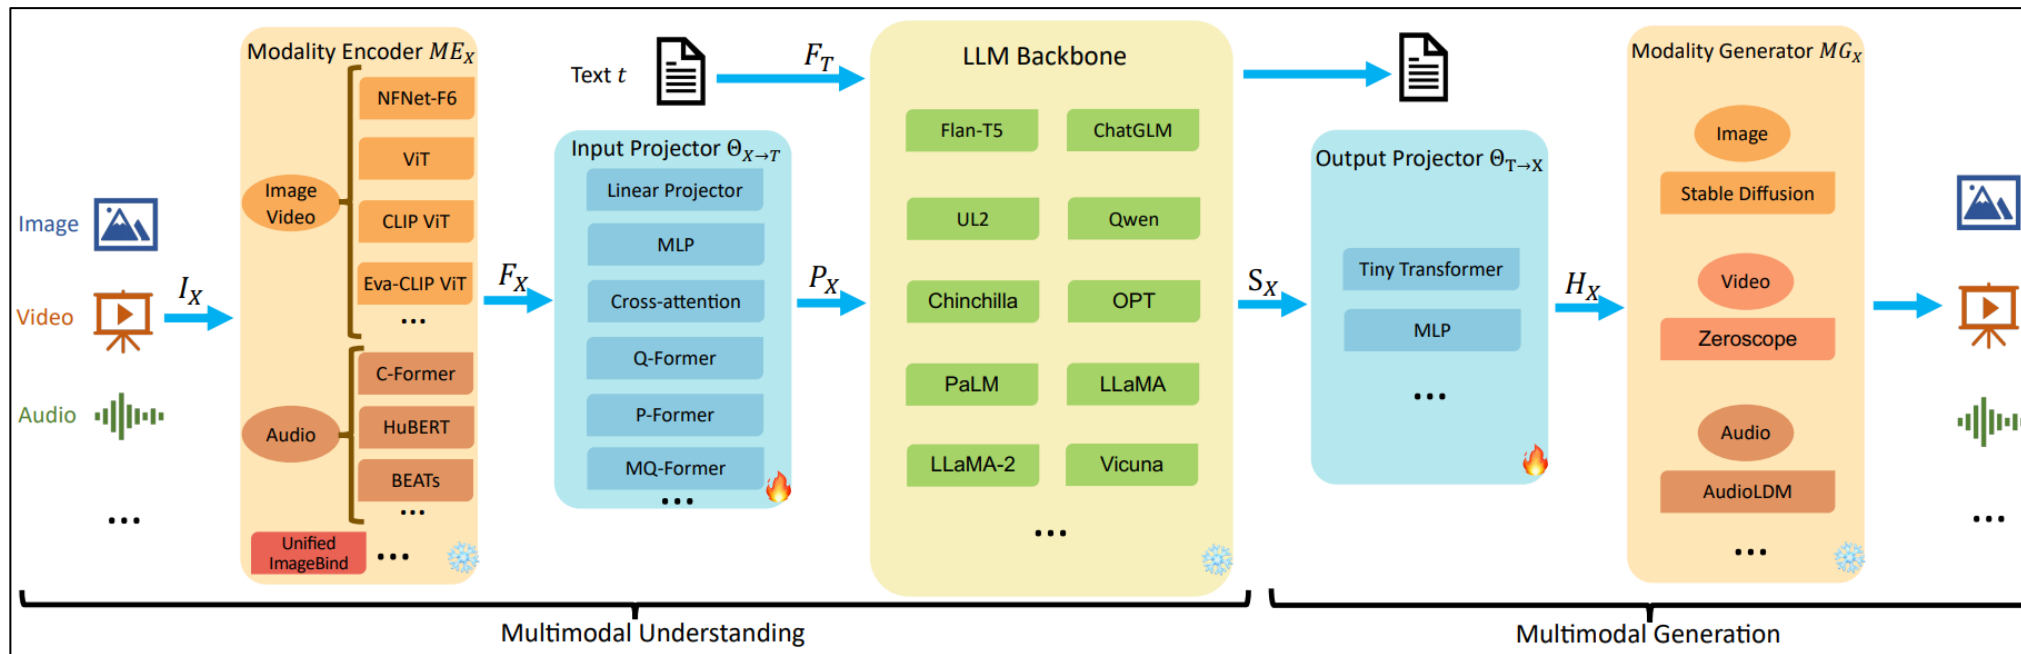 Image
Video
Audio
...
I_X
Modality Encoder ME_X
Image
Video
NFNet-F6
ViT
CLIP ViT
Eva-CLIP ViT
...
Audio
C-Former
HuBERT
BEATs
...
Unified
ImageBind
...
F_X
Text t
F_T
Input Projector Θ_{X→T}
Linear Projector
MLP
Cross-attention
Q-Former
P-Former
MQ-Former
...
P_X
LLM Backbone
Flan-T5
ChatGLM
UL2
Qwen
Chinchilla
OPT
PaLM
LLaMA
LLaMA-2
Vicuna
...
S_X
Output Projector Θ_{T→X}
Tiny Transformer
MLP
...
H_X
Modality Generator MG_X
Image
Stable Diffusion
Video
Zeroscope
Audio
AudioLDM
...
...
Multimodal Understanding
Multimodal Generation